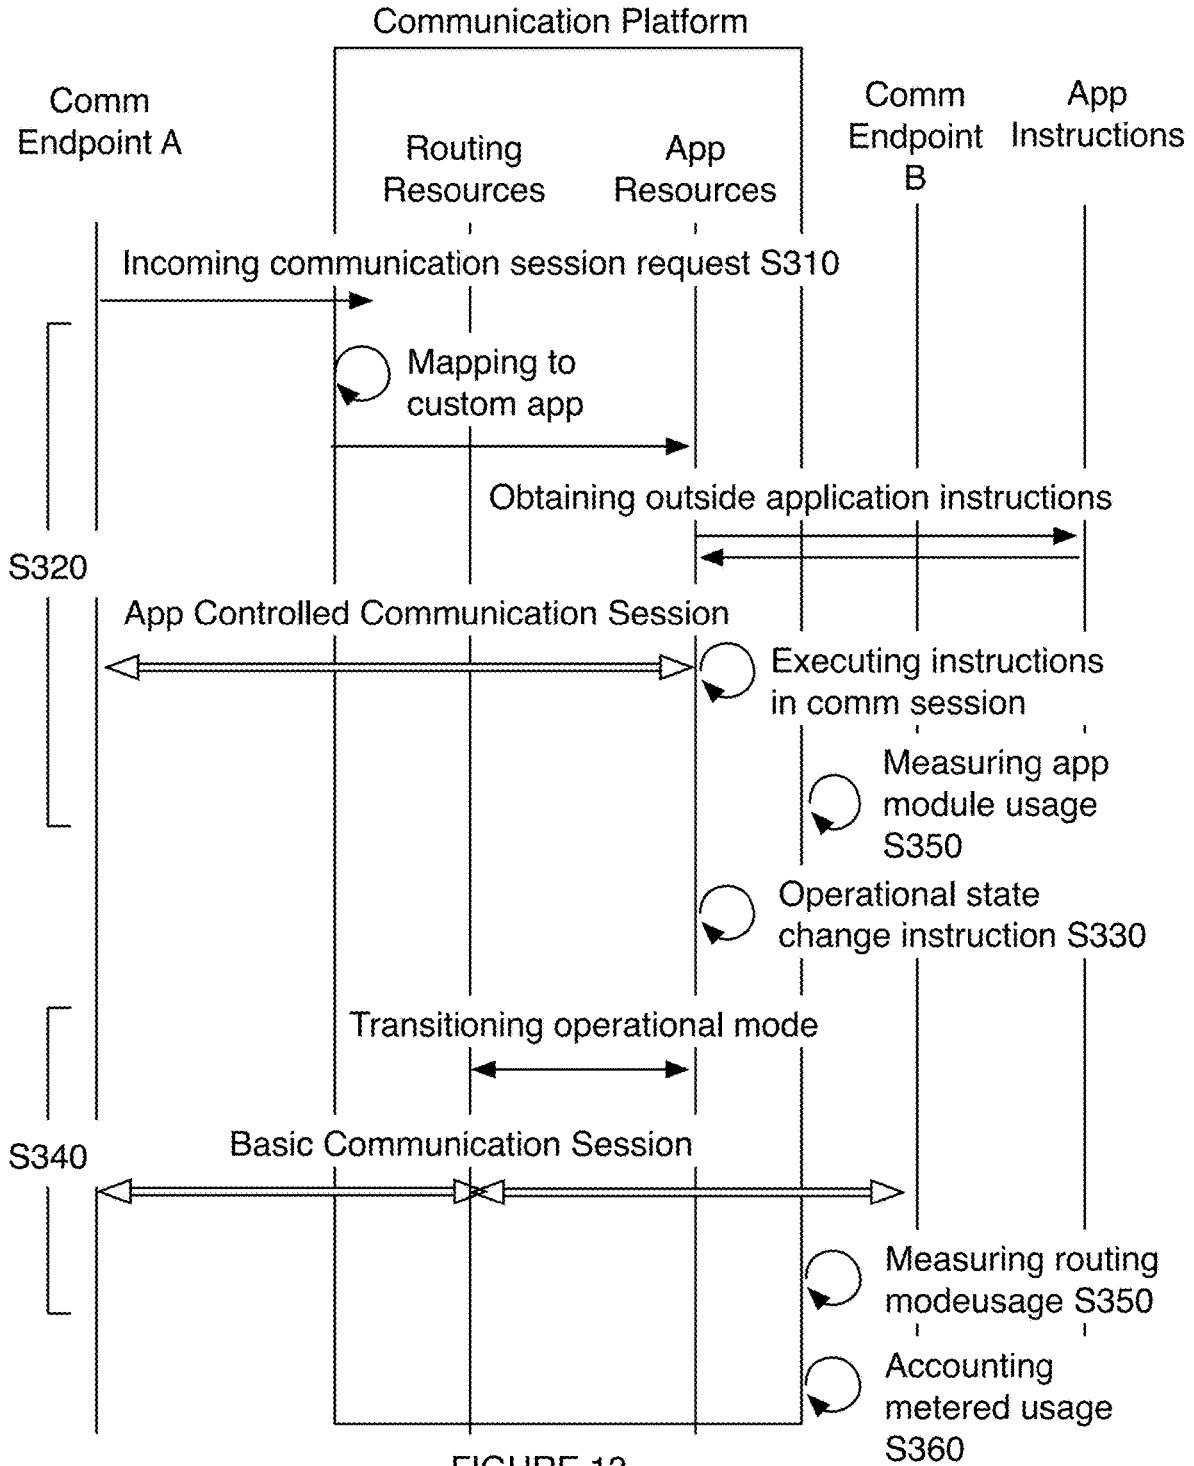 Communication Platform
Comm
Endpoint A
Routing
Resources
App
Resources
Comm
Endpoint
B
App
Instructions
Incoming communication session request S310
Mapping to
custom app
Obtaining outside application instructions
S320
App Controlled Communication Session
Executing instructions
in comm session
Measuring app
module usage
S350
Operational state
change instruction S330
Transitioning operational mode
S340
Basic Communication Session
Measuring routing
modeusage S350
Accounting
metered usage
S360